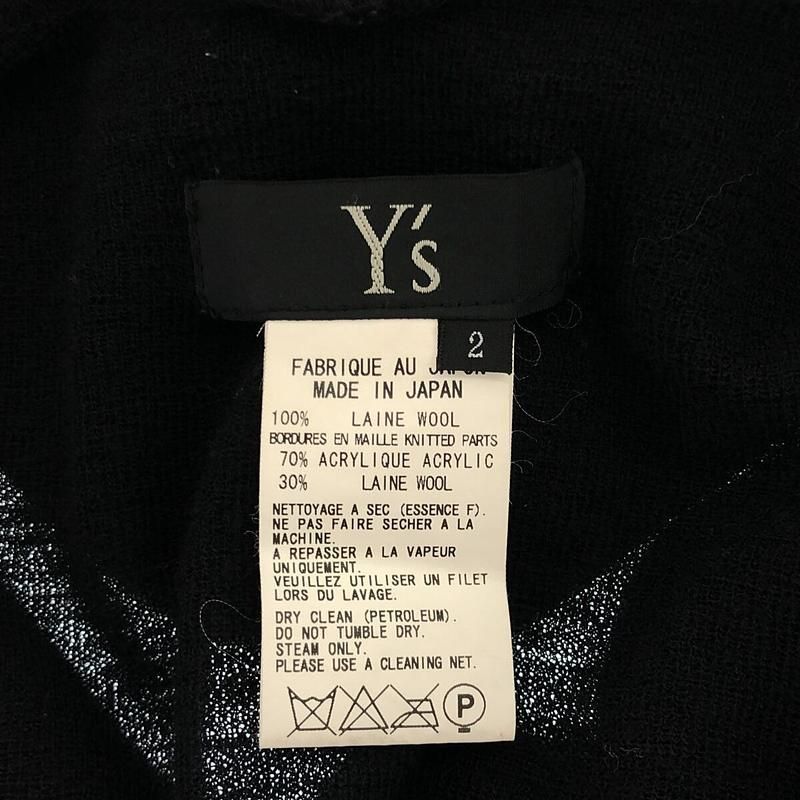 Y's
2
FABRIQUE AU
MADE IN JAPAN
100% LAINE WOOL
BORDURES EN MAILLE KNITTED PARTS
70% ACRYLIQUE ACRYLIC
30% LAINE WOOL
NETTOYAGE A SEC (ESSENCE F).
NE PAS FAIRE SECHER A LA
MACHINE.
A REPASSER A LA VAPEUR
UNIQUEMENT.
VEUILLEZ UTILISER UN FILET
LORS DU LAVAGE.
DRY CLEAN (PETROLEUM).
DO NOT TUMBLE DRY.
STEAM ONLY.
PLEASE USE A CLEANING NET.
P